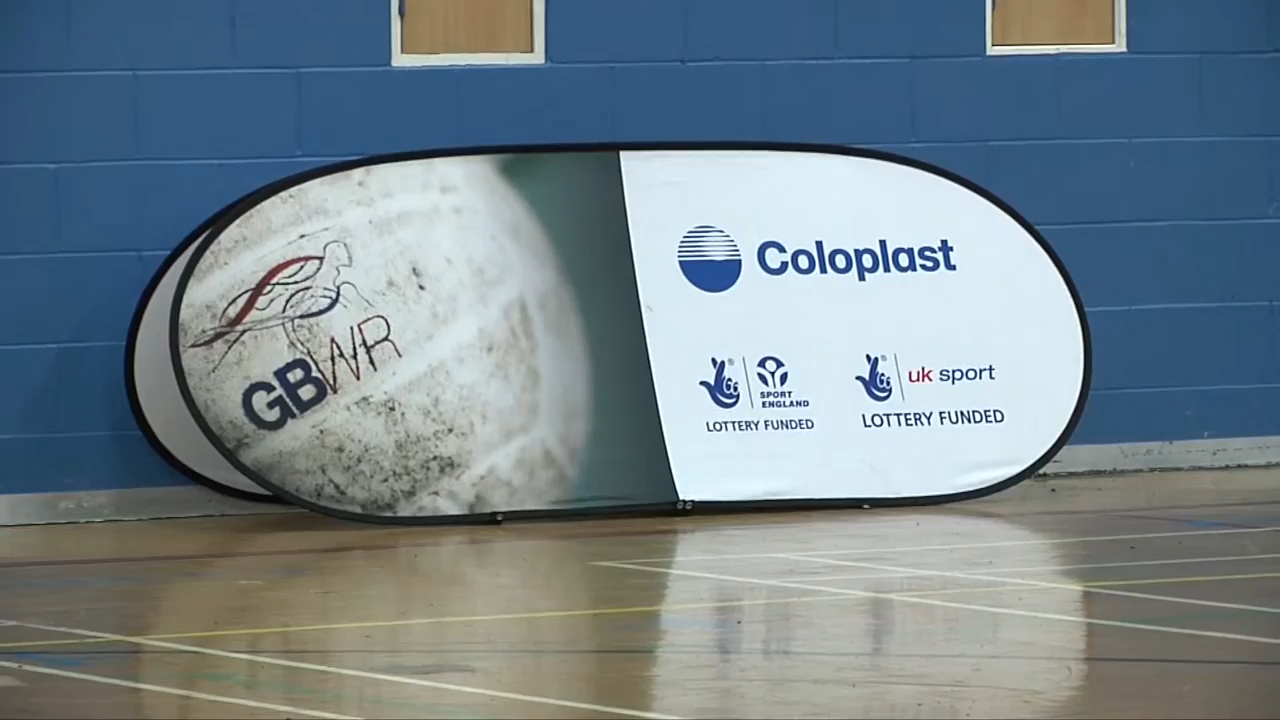 GBWR
Coloplast
SPORT
ENGLAND
LOTTERY FUNDED
uk sport
LOTTERY FUNDED